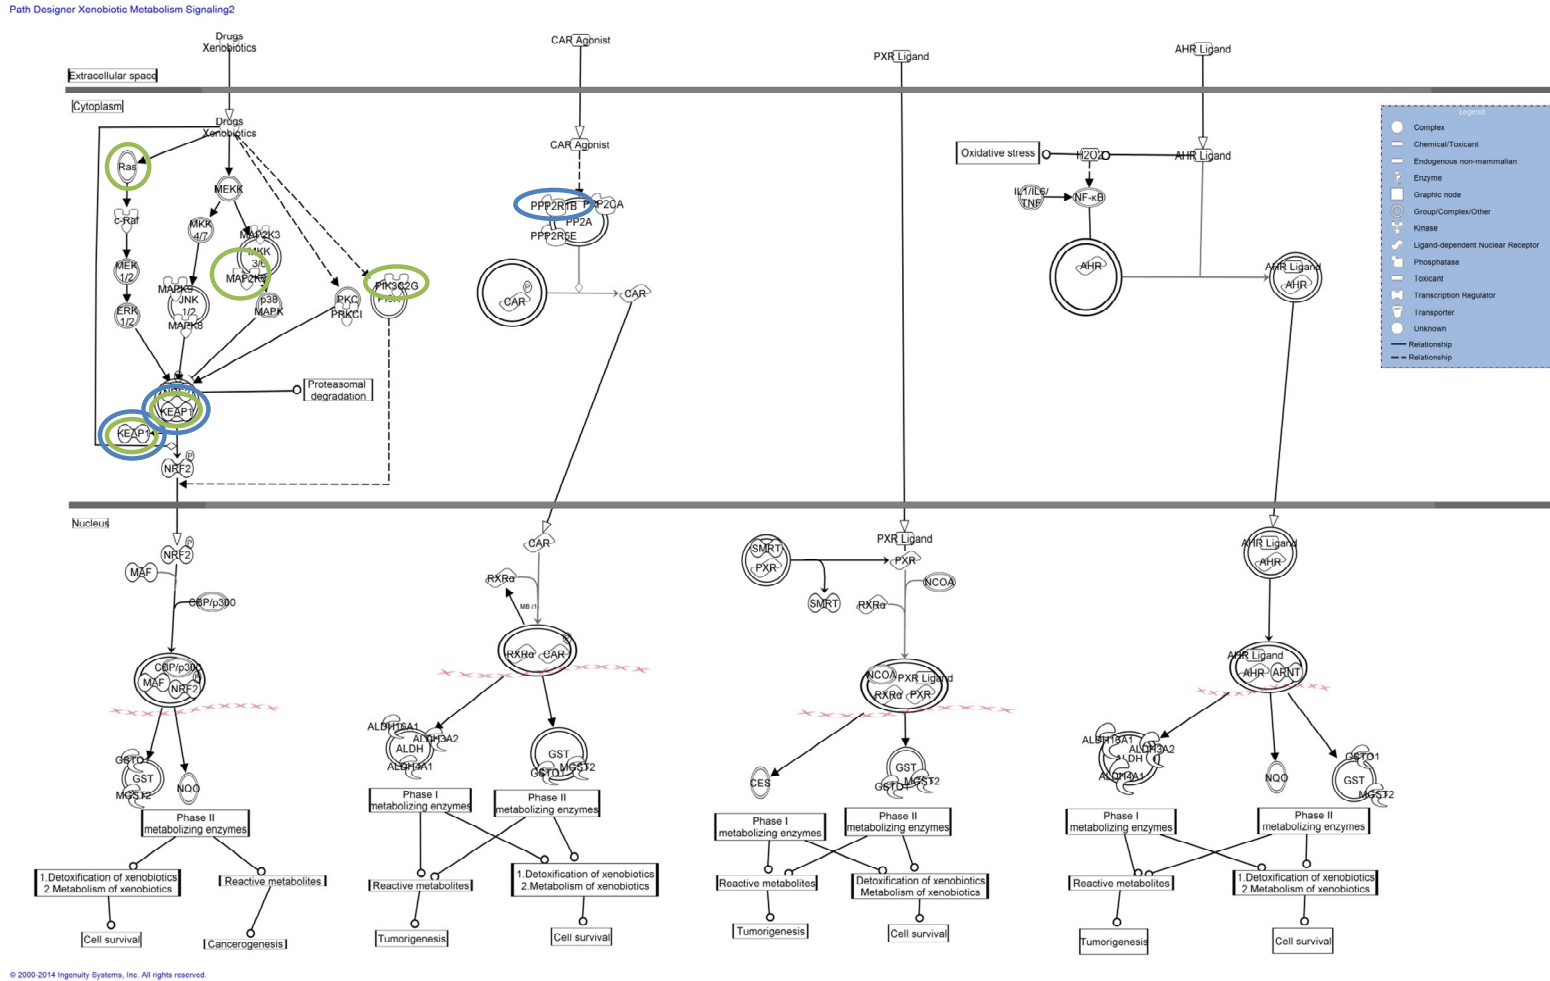 Path Designer Xenobiotic Metabolism Signaling2
Drugs
Xenobiotics
CAR Agonist
PXR Ligand
AHR Ligand
Extracellular space
Cytoplasm
Drugs
Xenobiotics
Ras
MEKK
c-Raf
MKK
4/7
MAP2K3
MKK
3/6
MAP2K6
MEK
1/2
MAPK9
JNK
1/2
MAPK8
p38
MAPK
PKC
PRKCI
PIK3C2G
PI3K
ERK
1/2
NRF2
KEAP1
KEAP1
Proteasomal
degradation
P
NRF2
CAR Agonist
PPP2R1B
PPP2CA
PP2A
PPP2R5E
P
CAR
CAR
Oxidative stress
H2O2
AHR Ligand
IL1/IL6/
TNF
NF-κB
AHR
AHR Ligand
AHR
Legend
Complex
Chemical/Toxicant
Endogenous non-mammalian
Enzyme
Graphic node
Group/Complex/Other
Kinase
Ligand-dependent Nuclear Receptor
Phosphatase
Toxicant
Transcription Regulator
Transporter
Unknown
Relationship
Relationship
Nucleus
P
NRF2
MAF
CBP/p300
CBP/p300
P
MAF
NRF2
GSTO1
GST
MGST2
NQO
Phase II
metabolizing enzymes
1.Detoxification of xenobiotics
2.Metabolism of xenobiotics
Reactive metabolites
Cell survival
Cancerogenesis
CAR
RXRα
MB (1)
P
RXRα
CAR
ALDH16A1
ALDH3A2
ALDH
ALDH4A1
GST
GSTO1
MGST2
Phase I
metabolizing enzymes
Phase II
metabolizing enzymes
Reactive metabolites
1.Detoxification of xenobiotics
2.Metabolism of xenobiotics
Tumorigenesis
Cell survival
PXR Ligand
SMRT
PXR
PXR
NCOA
SMRT
RXRα
NCOA
PXR Ligand
RXRα
PXR
CES
GST
GSTO1
MGST2
Phase I
metabolizing enzymes
Phase II
metabolizing enzymes
Reactive metabolites
Detoxification of xenobiotics
Metabolism of xenobiotics
Tumorigenesis
Cell survival
AHR Ligand
AHR
AHR Ligand
AHR
ARNT
ALDH16A1
ALDH3A2
ALDH
ALDH4A1
NQO
GSTO1
GST
MGST2
Phase I
metabolizing enzymes
Phase II
metabolizing enzymes
Reactive metabolites
1.Detoxification of xenobiotics
2.Metabolism of xenobiotics
Tumorigenesis
Cell survival
© 2000-2014 Ingenuity Systems, Inc. All rights reserved.